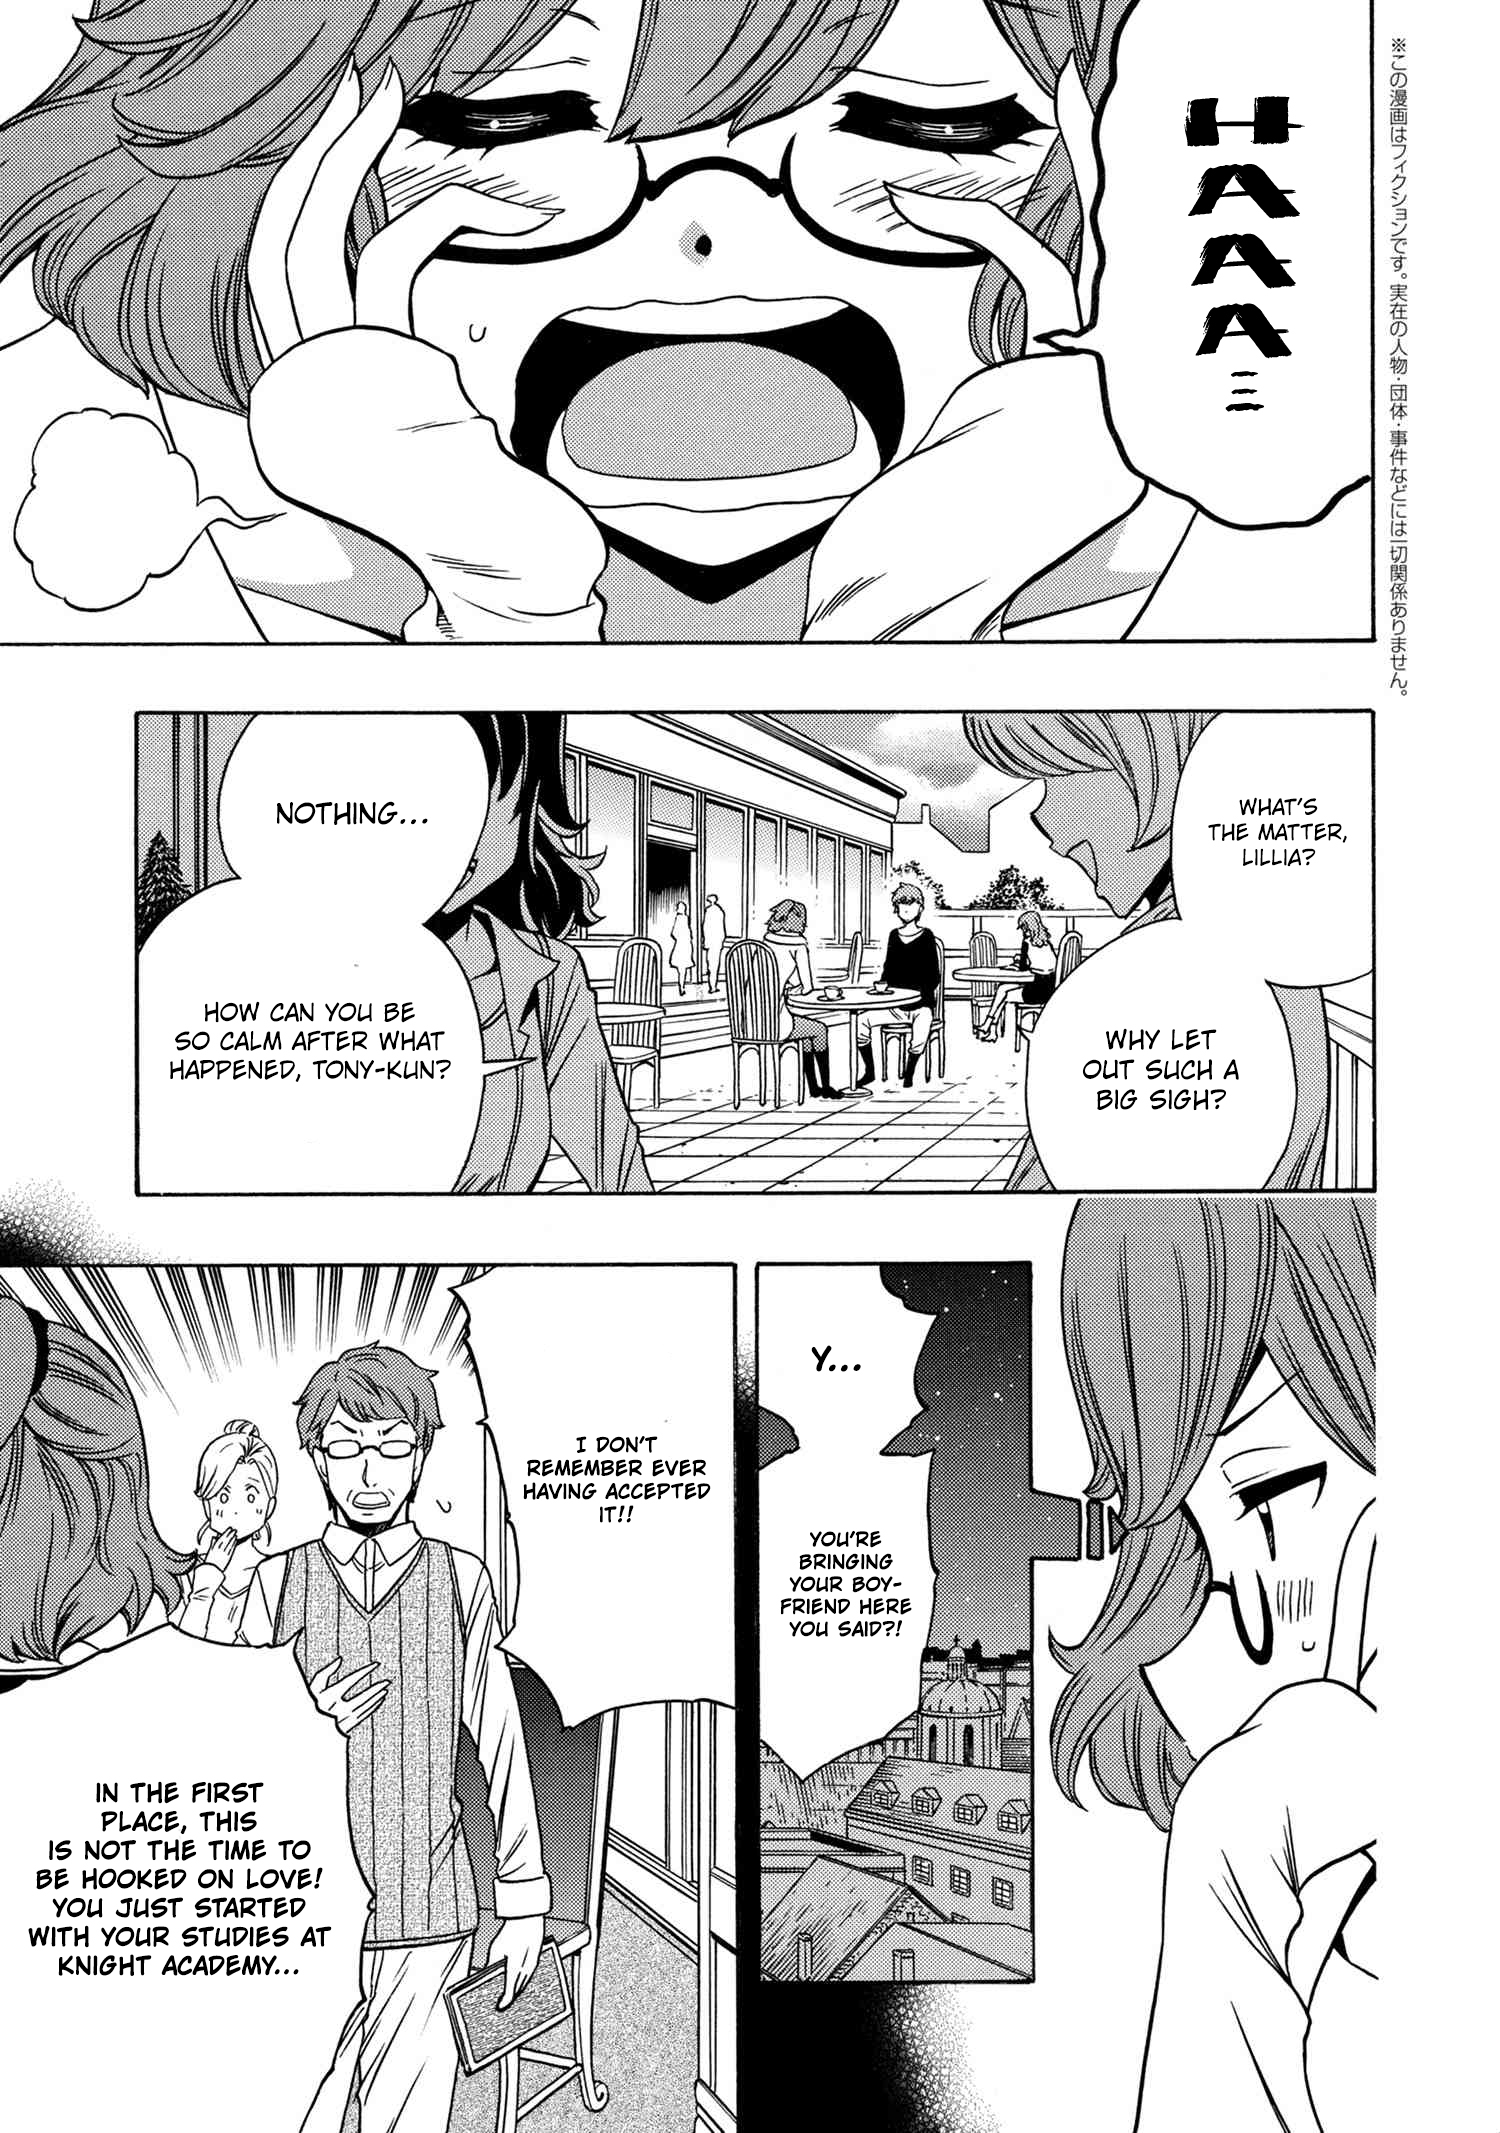 ※この漫画はフィクションです。実在の人物・団体・事件などには一切関係ありません。
HAAA...
WHAT'S
THE MATTER,
LILLIA?
WHY LET
OUT SUCH A
BIG SIGH?
NOTHING...
HOW CAN YOU BE
SO CALM AFTER WHAT
HAPPENED, TONY-KUN?
Y...
YOU'RE
BRINGING
YOUR BOY-
FRIEND HERE
YOU SAID?!
I DON'T
REMEMBER EVER
HAVING ACCEPTED
IT!!
IN THE FIRST
PLACE, THIS
IS NOT THE TIME TO
BE HOOKED ON LOVE!
YOU JUST STARTED
WITH YOUR STUDIES AT
KNIGHT ACADEMY...